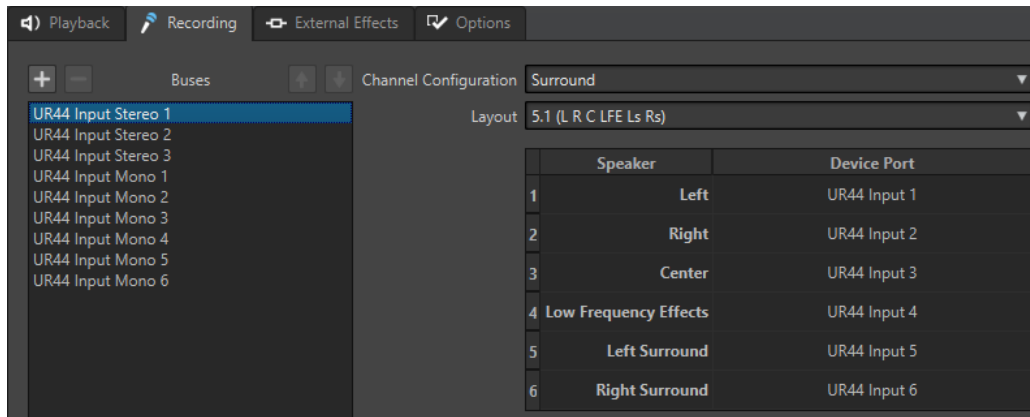 Playback Recording External Effects Options
Buses
UR44 Input Stereo 1
UR44 Input Stereo 2
UR44 Input Stereo 3
UR44 Input Mono 1
UR44 Input Mono 2
UR44 Input Mono 3
UR44 Input Mono 4
UR44 Input Mono 5
UR44 Input Mono 6
Channel Configuration Surround
Layout 5.1 (L R C LFE Ls Rs)
Speaker Device Port
1 Left UR44 Input 1
2 Right UR44 Input 2
3 Center UR44 Input 3
4 Low Frequency Effects UR44 Input 4
5 Left Surround UR44 Input 5
6 Right Surround UR44 Input 6